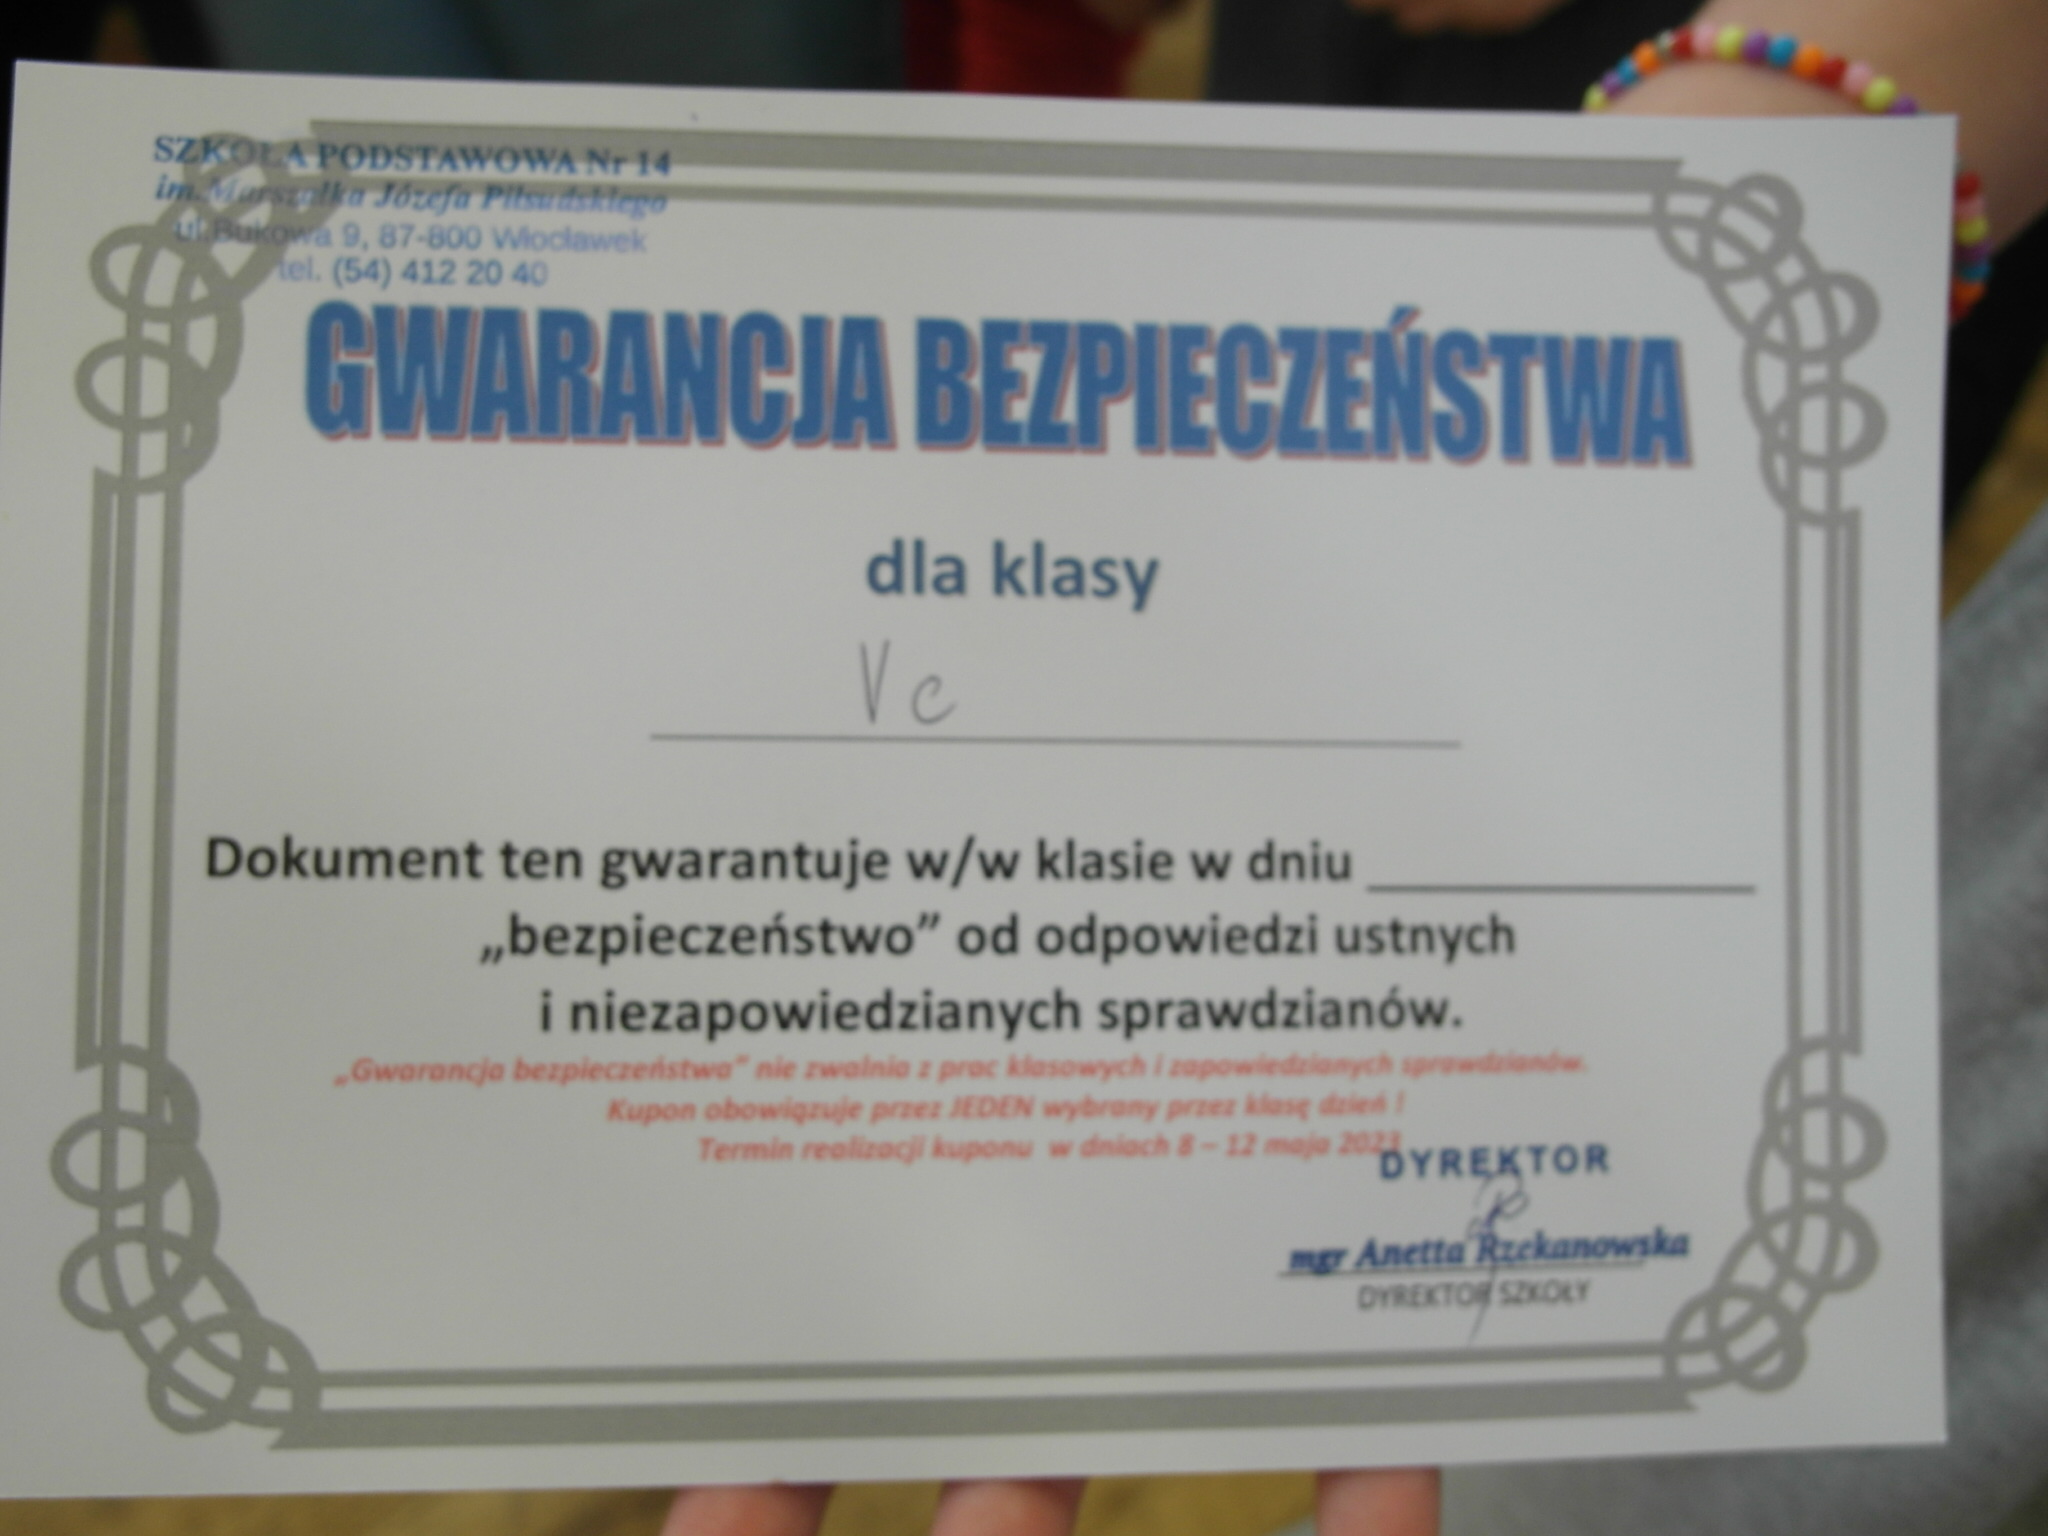 SZKOŁA PODSTAWOWA Nr 14
im. Marszałka Józefa Piłsudskiego
ul. Bukowa 9, 87-800 Włocławek
tel. (54) 412 20 40
GWARANCJA BEZPIECZEŃSTWA
dla klasy
Vc
Dokument ten gwarantuje w/w klasie w dniu
„bezpieczeństwo” od odpowiedzi ustnych
i niezapowiedzianych sprawdzianów.
„Gwarancja bezpieczeństwa” nie zwalnia z prac klasowych i zapowiedzianych sprawdzianów.
Kupon obowiązuje przez JEDEN wybrany przez klasę dzień !
Termin realizacji kuponu w dniach 8 – 12 maja 2023
DYREKTOR
mgr Anetta Rzekanowska
DYREKTOR SZKOŁY